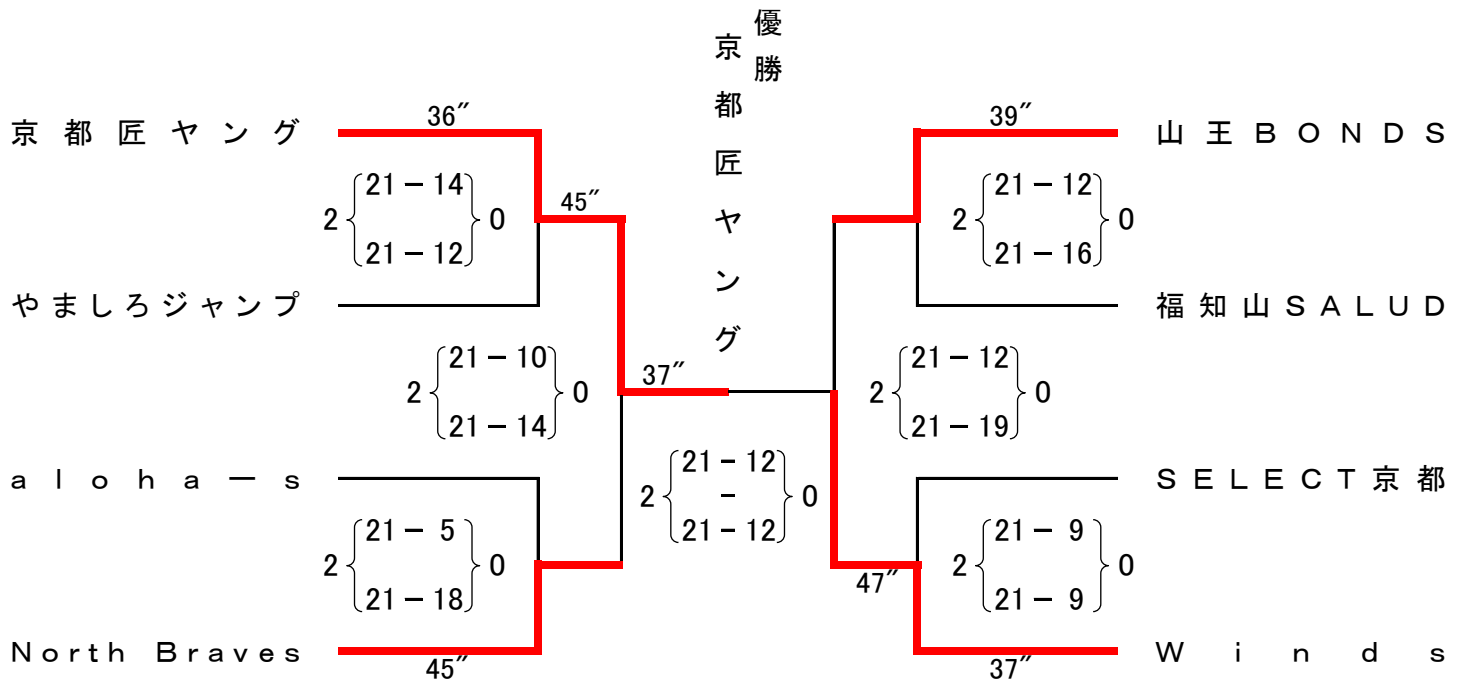 優勝
京都匠ヤング
京都匠ヤング 36″ 39″ 山王BONDS
21－14 21－12
2 0 45″ 2 0
21－12 21－16
やましろジャンプ 福知山SALUD
21－10 21－12
2 0 37″ 2 0
21－14 21－19
aloha－s SELECT京都
21－12
2 － 0
21－12
21－ 5 21－ 9
2 0 47″ 2 0
21－18 21－ 9
North Braves 45″ 37″ Winds